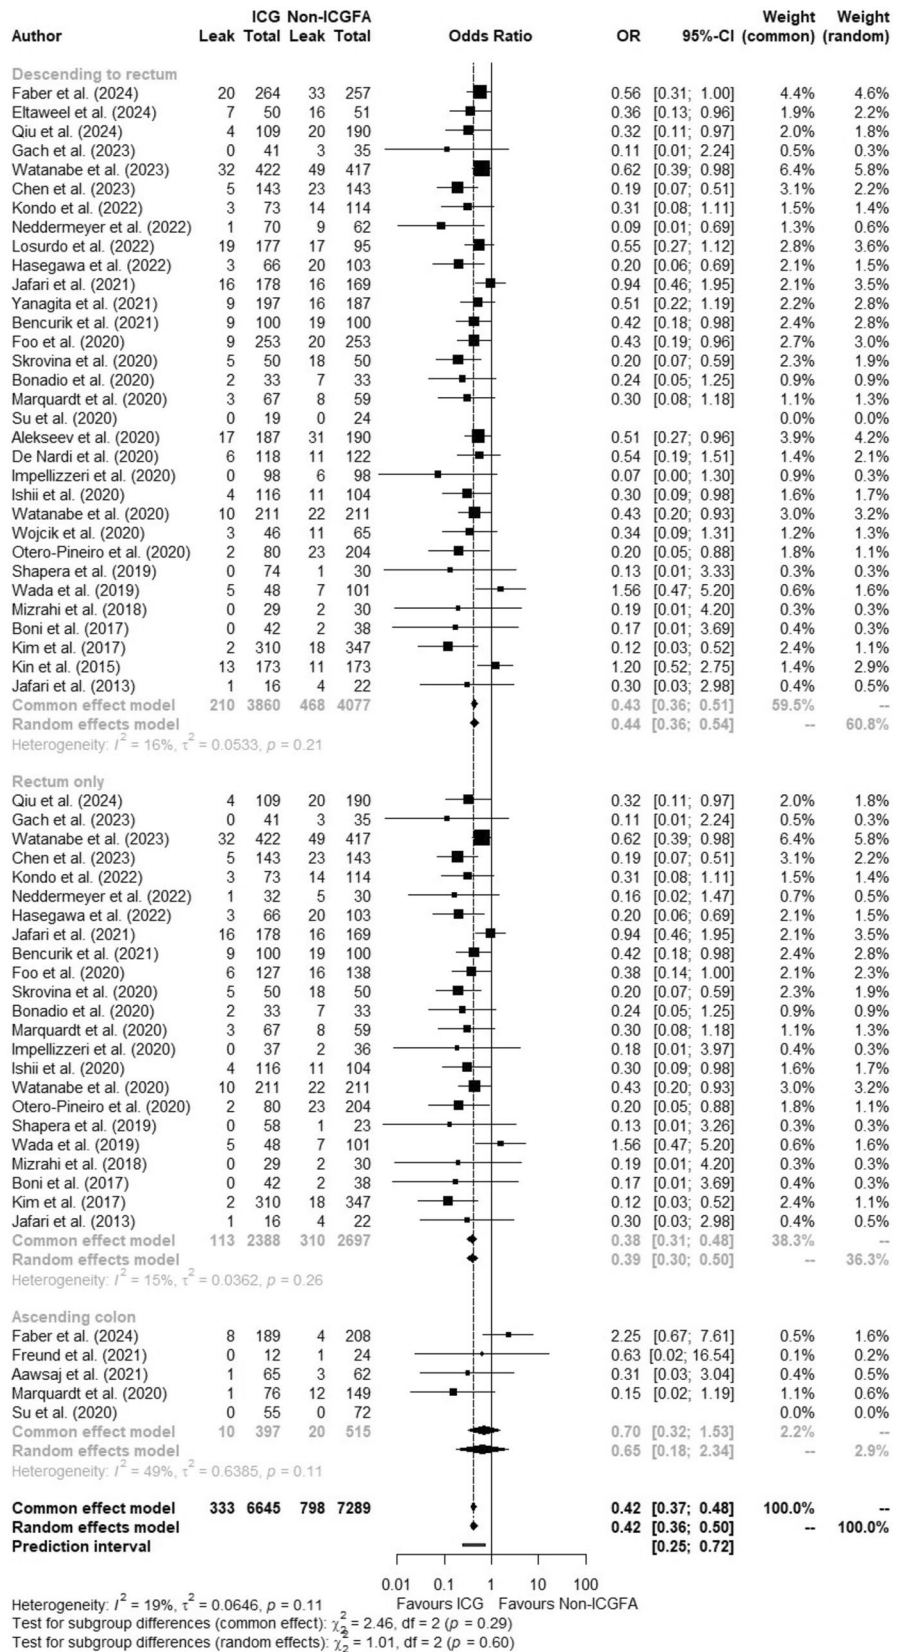 ICG Non-ICGFA Weight Weight
Author Leak Total Leak Total Odds Ratio OR 95%-CI (common) (random)
Descending to rectum
Faber et al. (2024) 20 264 33 257 0.56 [0.31; 1.00] 4.4% 4.6%
Eltaweel et al. (2024) 7 50 16 51 0.36 [0.13; 0.96] 1.9% 2.2%
Qiu et al. (2024) 4 109 20 190 0.32 [0.11; 0.97] 2.0% 1.8%
Gach et al. (2023) 0 41 3 35 0.11 [0.01; 2.24] 0.5% 0.3%
Watanabe et al. (2023) 32 422 49 417 0.62 [0.39; 0.98] 6.4% 5.8%
Chen et al. (2023) 5 143 23 143 0.19 [0.07; 0.51] 3.1% 2.2%
Kondo et al. (2022) 3 73 14 114 0.31 [0.08; 1.11] 1.5% 1.4%
Neddermeyer et al. (2022) 1 70 9 62 0.09 [0.01; 0.69] 1.3% 0.6%
Losurdo et al. (2022) 19 177 17 95 0.55 [0.27; 1.12] 2.8% 3.6%
Hasegawa et al. (2022) 3 66 20 103 0.20 [0.06; 0.69] 2.1% 1.5%
Jafari et al. (2021) 16 178 16 169 0.94 [0.46; 1.95] 2.1% 3.5%
Yanagita et al. (2021) 9 197 16 187 0.51 [0.22; 1.19] 2.2% 2.8%
Bencurik et al. (2021) 9 100 19 100 0.42 [0.18; 0.98] 2.4% 2.8%
Foo et al. (2020) 9 253 20 253 0.43 [0.19; 0.96] 2.7% 3.0%
Skrovina et al. (2020) 5 50 18 50 0.20 [0.07; 0.59] 2.3% 1.9%
Bonadio et al. (2020) 2 33 7 33 0.24 [0.05; 1.25] 0.9% 0.9%
Marquardt et al. (2020) 3 67 8 59 0.30 [0.08; 1.18] 1.1% 1.3%
Su et al. (2020) 0 19 0 24 0.0% 0.0%
Alekseev et al. (2020) 17 187 31 190 0.51 [0.27; 0.96] 3.9% 4.2%
De Nardi et al. (2020) 6 118 11 122 0.54 [0.19; 1.51] 1.4% 2.1%
Impellizzeri et al. (2020) 0 98 6 98 0.07 [0.00; 1.30] 0.9% 0.3%
Ishii et al. (2020) 4 116 11 104 0.30 [0.09; 0.98] 1.6% 1.7%
Watanabe et al. (2020) 10 211 22 211 0.43 [0.20; 0.93] 3.0% 3.2%
Wojcik et al. (2020) 3 46 11 65 0.34 [0.09; 1.31] 1.2% 1.3%
Otero-Pineiro et al. (2020) 2 80 23 204 0.20 [0.05; 0.88] 1.8% 1.1%
Shapera et al. (2019) 0 74 1 30 0.13 [0.01; 3.33] 0.3% 0.3%
Wada et al. (2019) 5 48 7 101 1.56 [0.47; 5.20] 0.6% 1.6%
Mizrahi et al. (2018) 0 29 2 30 0.19 [0.01; 4.20] 0.3% 0.3%
Boni et al. (2017) 0 42 2 38 0.17 [0.01; 3.69] 0.4% 0.3%
Kim et al. (2017) 2 310 18 347 0.12 [0.03; 0.52] 2.4% 1.1%
Kin et al. (2015) 13 173 11 173 1.20 [0.52; 2.75] 1.4% 2.9%
Jafari et al. (2013) 1 16 4 22 0.30 [0.03; 2.98] 0.4% 0.5%
Common effect model 210 3860 468 4077 0.43 [0.36; 0.51] 59.5% --
Random effects model 0.44 [0.36; 0.54] -- 60.8%
Heterogeneity: I² = 16%, τ² = 0.0533, p = 0.21
Rectum only
Qiu et al. (2024) 4 109 20 190 0.32 [0.11; 0.97] 2.0% 1.8%
Gach et al. (2023) 0 41 3 35 0.11 [0.01; 2.24] 0.5% 0.3%
Watanabe et al. (2023) 32 422 49 417 0.62 [0.39; 0.98] 6.4% 5.8%
Chen et al. (2023) 5 143 23 143 0.19 [0.07; 0.51] 3.1% 2.2%
Kondo et al. (2022) 3 73 14 114 0.31 [0.08; 1.11] 1.5% 1.4%
Neddermeyer et al. (2022) 1 32 5 30 0.16 [0.02; 1.47] 0.7% 0.5%
Hasegawa et al. (2022) 3 66 20 103 0.20 [0.06; 0.69] 2.1% 1.5%
Jafari et al. (2021) 16 178 16 169 0.94 [0.46; 1.95] 2.1% 3.5%
Bencurik et al. (2021) 9 100 19 100 0.42 [0.18; 0.98] 2.4% 2.8%
Foo et al. (2020) 6 127 16 138 0.38 [0.14; 1.00] 2.1% 2.3%
Skrovina et al. (2020) 5 50 18 50 0.20 [0.07; 0.59] 2.3% 1.9%
Bonadio et al. (2020) 2 33 7 33 0.24 [0.05; 1.25] 0.9% 0.9%
Marquardt et al. (2020) 3 67 8 59 0.30 [0.08; 1.18] 1.1% 1.3%
Impellizzeri et al. (2020) 0 37 2 36 0.18 [0.01; 3.97] 0.4% 0.3%
Ishii et al. (2020) 4 116 11 104 0.30 [0.09; 0.98] 1.6% 1.7%
Watanabe et al. (2020) 10 211 22 211 0.43 [0.20; 0.93] 3.0% 3.2%
Otero-Pineiro et al. (2020) 2 80 23 204 0.20 [0.05; 0.88] 1.8% 1.1%
Shapera et al. (2019) 0 58 1 23 0.13 [0.01; 3.26] 0.3% 0.3%
Wada et al. (2019) 5 48 7 101 1.56 [0.47; 5.20] 0.6% 1.6%
Mizrahi et al. (2018) 0 29 2 30 0.19 [0.01; 4.20] 0.3% 0.3%
Boni et al. (2017) 0 42 2 38 0.17 [0.01; 3.69] 0.4% 0.3%
Kim et al. (2017) 2 310 18 347 0.12 [0.03; 0.52] 2.4% 1.1%
Jafari et al. (2013) 1 16 4 22 0.30 [0.03; 2.98] 0.4% 0.5%
Common effect model 113 2388 310 2697 0.38 [0.31; 0.48] 38.3% --
Random effects model 0.39 [0.30; 0.50] -- 36.3%
Heterogeneity: I² = 15%, τ² = 0.0362, p = 0.26
Ascending colon
Faber et al. (2024) 8 189 4 208 2.25 [0.67; 7.61] 0.5% 1.6%
Freund et al. (2021) 0 12 1 24 0.63 [0.02; 16.54] 0.1% 0.2%
Aawsaj et al. (2021) 1 65 3 62 0.31 [0.03; 3.04] 0.4% 0.5%
Marquardt et al. (2020) 1 76 12 149 0.15 [0.02; 1.19] 1.1% 0.6%
Su et al. (2020) 0 55 0 72 0.0% 0.0%
Common effect model 10 397 20 515 0.70 [0.32; 1.53] 2.2% --
Random effects model 0.65 [0.18; 2.34] -- 2.9%
Heterogeneity: I² = 49%, τ² = 0.6385, p = 0.11
Common effect model 333 6645 798 7289 0.42 [0.37; 0.48] 100.0% --
Random effects model 0.42 [0.36; 0.50] -- 100.0%
Prediction interval [0.25; 0.72]
0.01 0.1 1 10 100
Heterogeneity: I² = 19%, τ² = 0.0646, p = 0.11 Favours ICG Favours Non-ICGFA
Test for subgroup differences (common effect): χ²₂ = 2.46, df = 2 (p = 0.29)
Test for subgroup differences (random effects): χ²₂ = 1.01, df = 2 (p = 0.60)